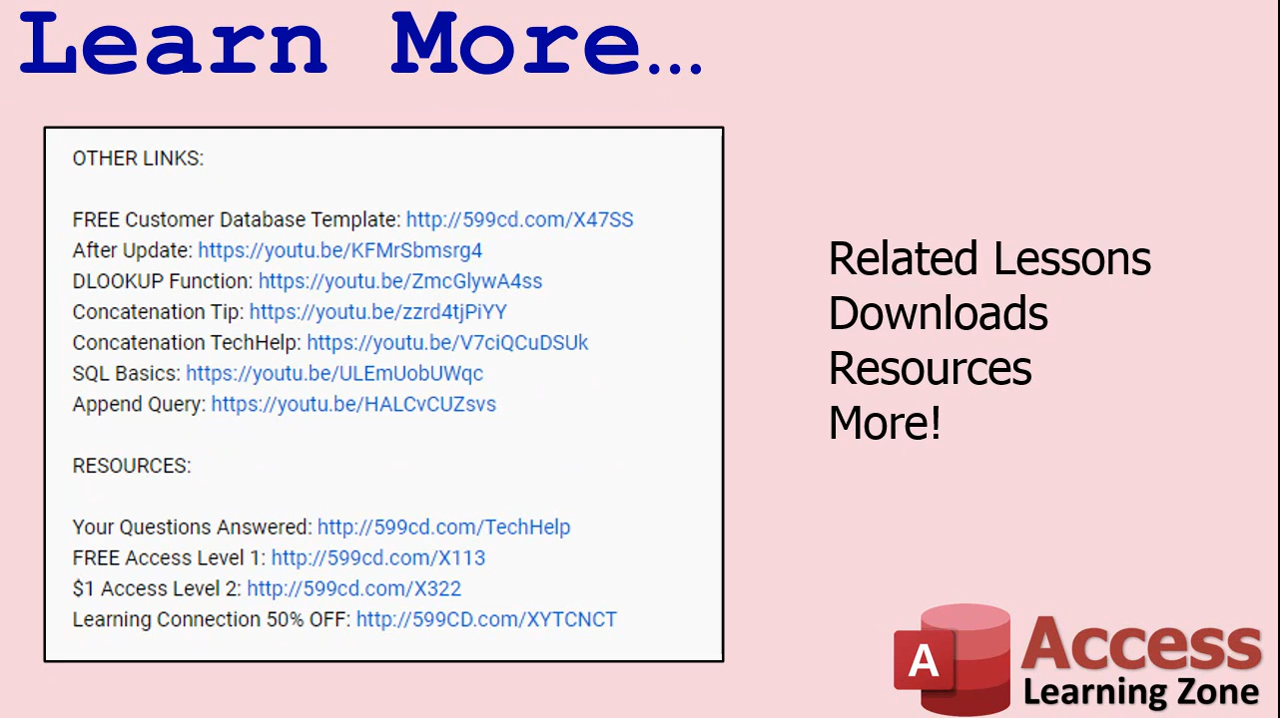 Learn More...
OTHER LINKS:
FREE Customer Database Template: http://599cd.com/X47SS
After Update: https://youtu.be/KFMrSbmsrg4
DLOOKUP Function: https://youtu.be/ZmcGlywA4ss
Concatenation Tip: https://youtu.be/zzrd4tjPiYY
Concatenation TechHelp: https://youtu.be/V7ciQCuDSUk
SQL Basics: https://youtu.be/ULEmUobUWqc
Append Query: https://youtu.be/HALCvCUZsvs
RESOURCES:
Your Questions Answered: http://599cd.com/TechHelp
FREE Access Level 1: http://599cd.com/X113
$1 Access Level 2: http://599cd.com/X322
Learning Connection 50% OFF: http://599CD.com/XYTCNCT
Related Lessons
Downloads
Resources
More!
A
Access
Learning Zone